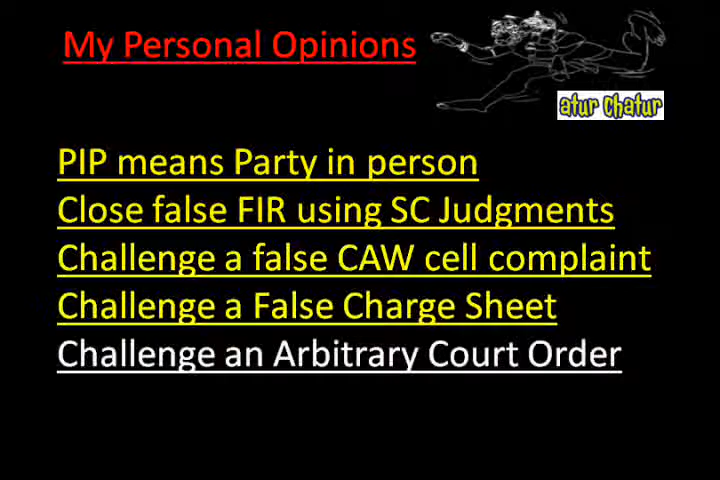 My Personal Opinions
atur chatur
PIP means Party in person
Close false FIR using SC Judgments
Challenge a false CAW cell complaint
Challenge a False Charge Sheet
Challenge an Arbitrary Court Order